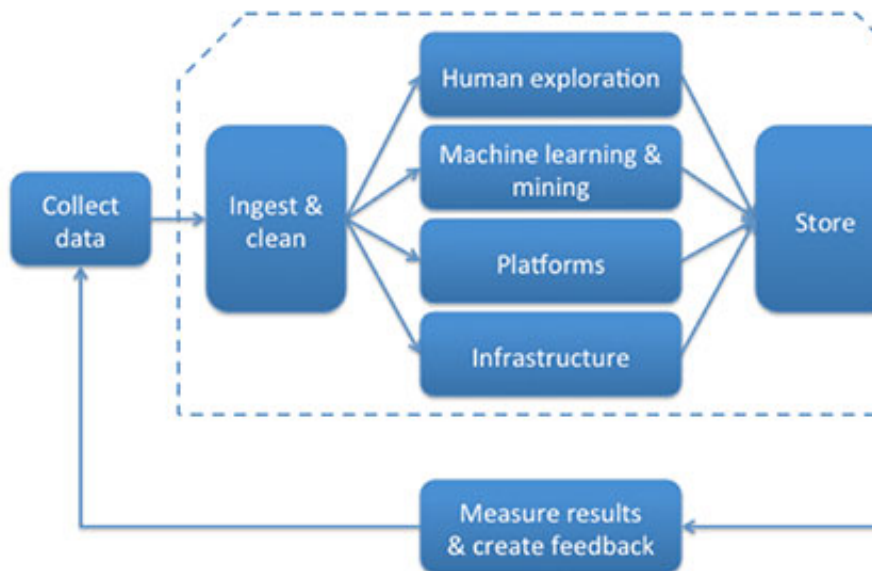 Human exploration
Machine learning &
mining
Collect
data
Ingest &
clean
Store
Platforms
Infrastructure
Measure results
& create feedback